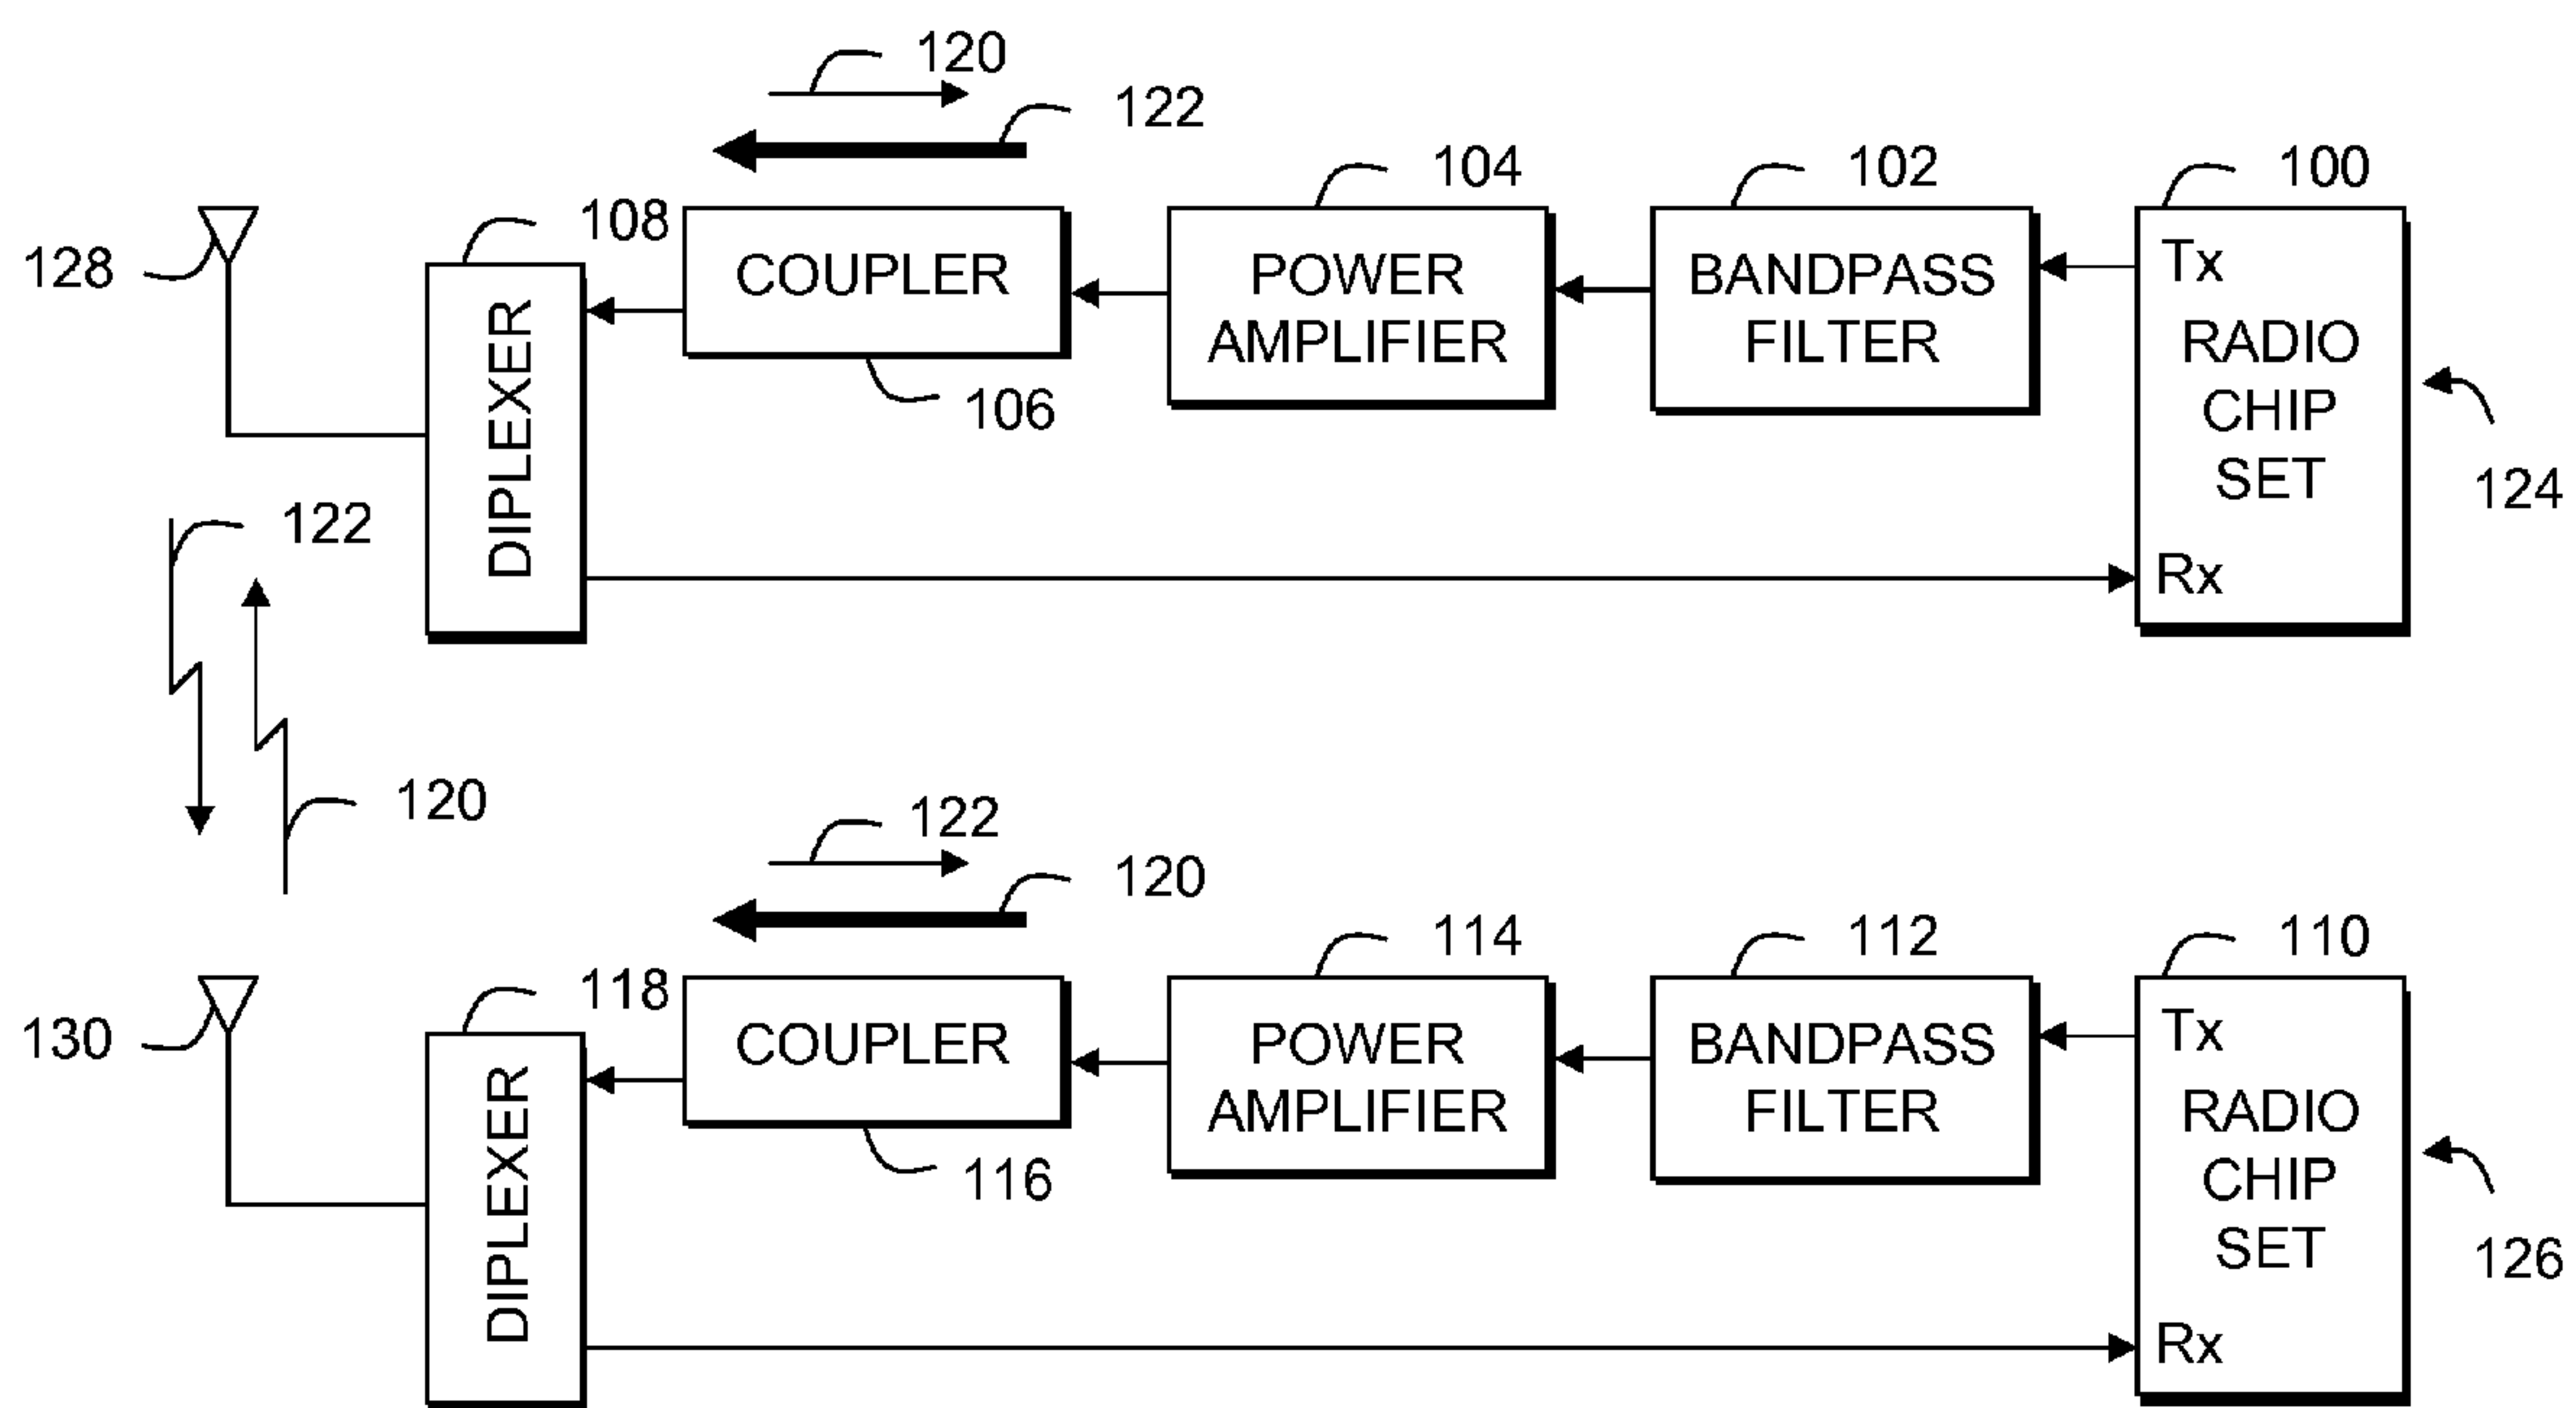 120
122
104
102
100
108
128
COUPLER
POWER
AMPLIFIER
BANDPASS
FILTER
Tx
RADIO
CHIP
SET
Rx
DIPLEXER
106
124
122
120
122
120
114
112
110
118
130
COUPLER
POWER
AMPLIFIER
BANDPASS
FILTER
Tx
RADIO
CHIP
SET
Rx
DIPLEXER
116
126